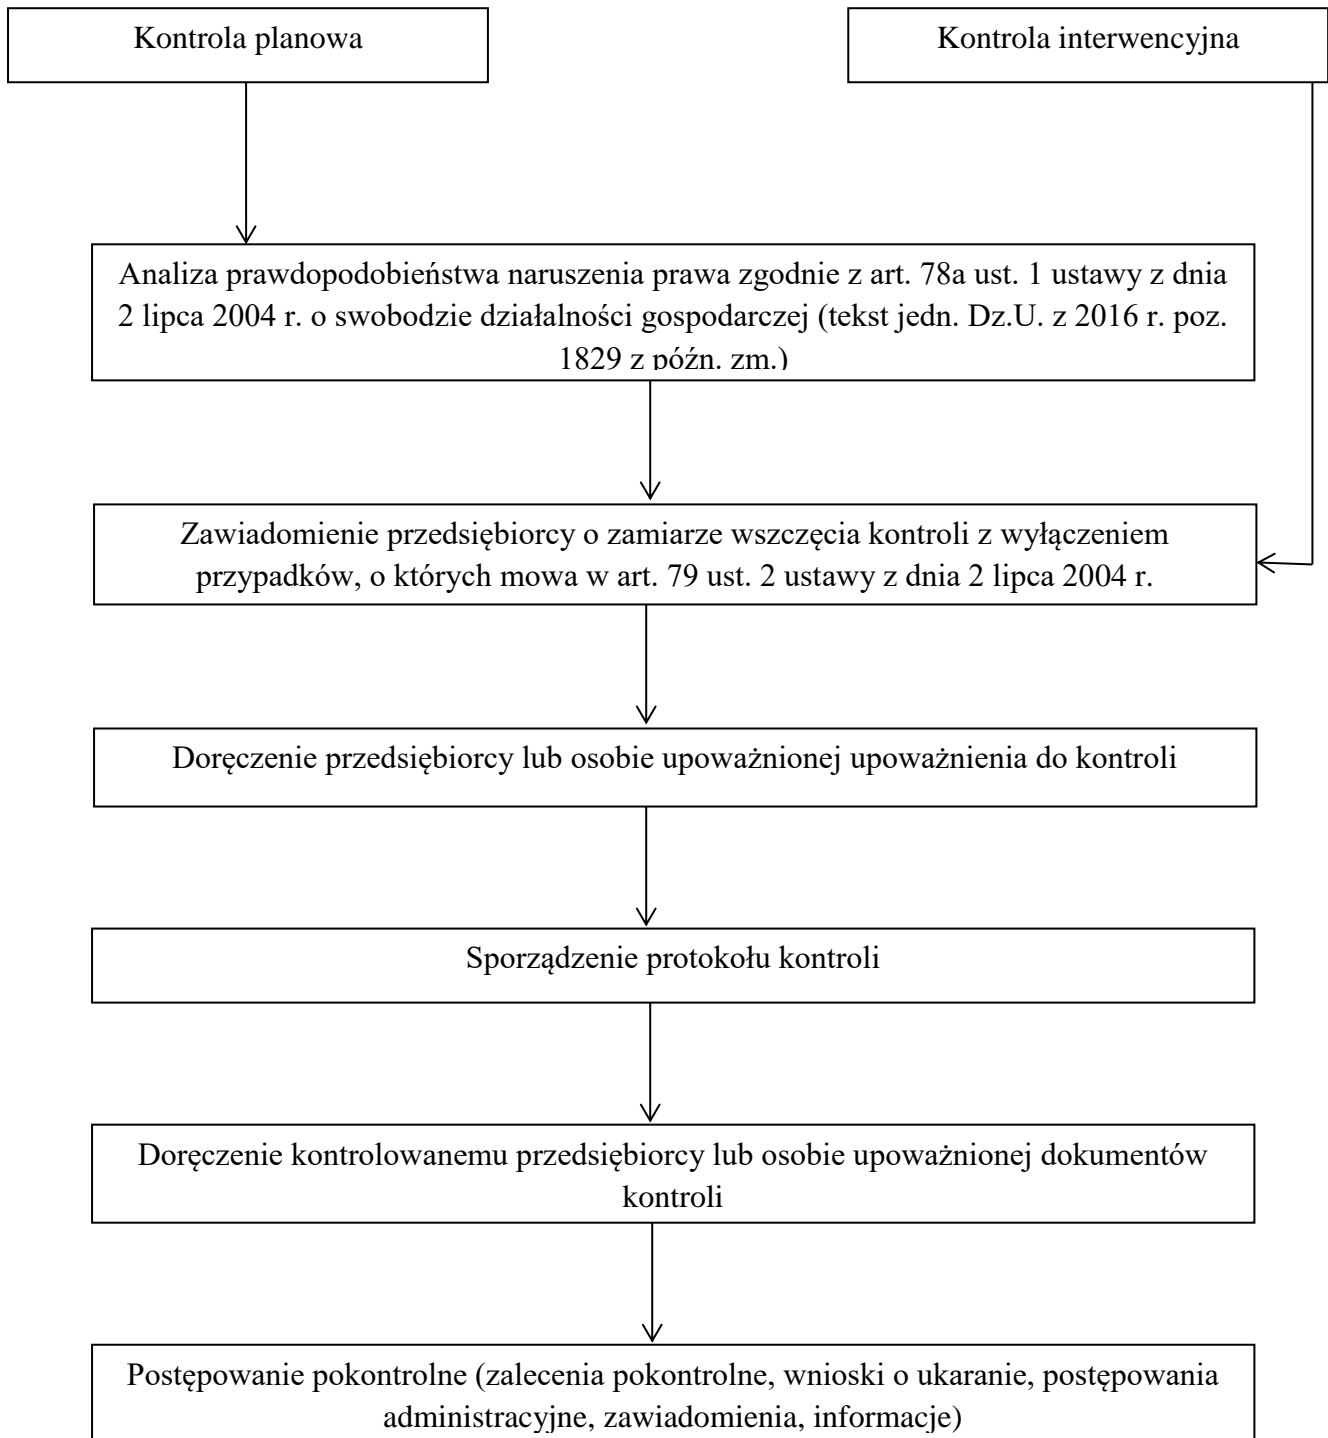 Kontrola planowa
Kontrola interwencyjna
Analiza prawdopodobieństwa naruszenia prawa zgodnie z art. 78a ust. 1 ustawy z dnia
2 lipca 2004 r. o swobodzie działalności gospodarczej (tekst jedn. Dz.U. z 2016 r. poz.
1829 z późn. zm.)
Zawiadomienie przedsiębiorcy o zamiarze wszczęcia kontroli z wyłączeniem
przypadków, o których mowa w art. 79 ust. 2 ustawy z dnia 2 lipca 2004 r.
Doręczenie przedsiębiorcy lub osobie upoważnionej upoważnienia do kontroli
Sporządzenie protokołu kontroli
Doręczenie kontrolowanemu przedsiębiorcy lub osobie upoważnionej dokumentów
kontroli
Postępowanie pokontrolne (zalecenia pokontrolne, wnioski o ukaranie, postępowania
administracyjne, zawiadomienia, informacje)